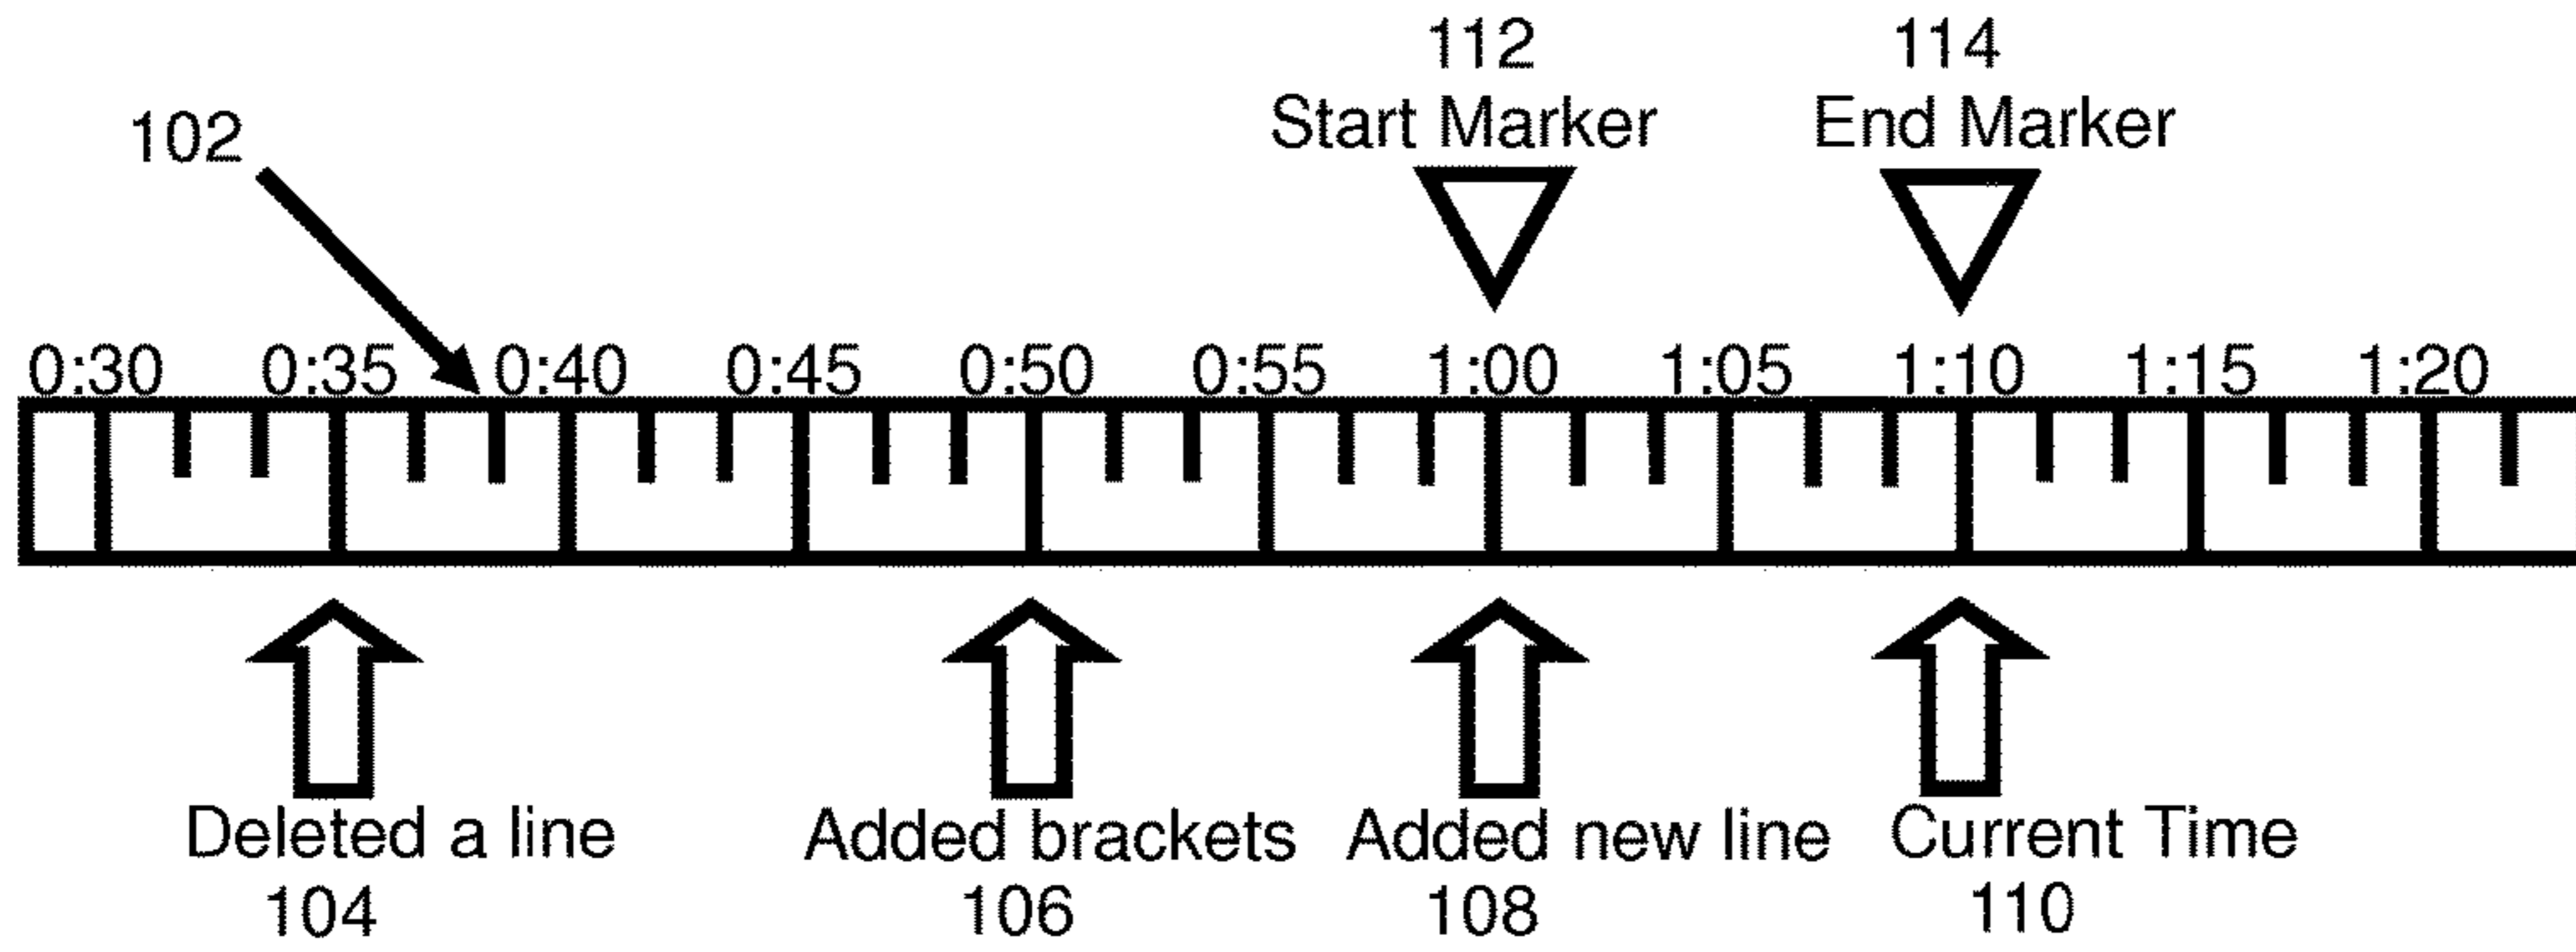 112
Start Marker
114
End Marker
102
0:30 0:35 0:40 0:45 0:50 0:55 1:00 1:05 1:10 1:15 1:20
Deleted a line
104
Added brackets
106
Added new line
108
Current Time
110